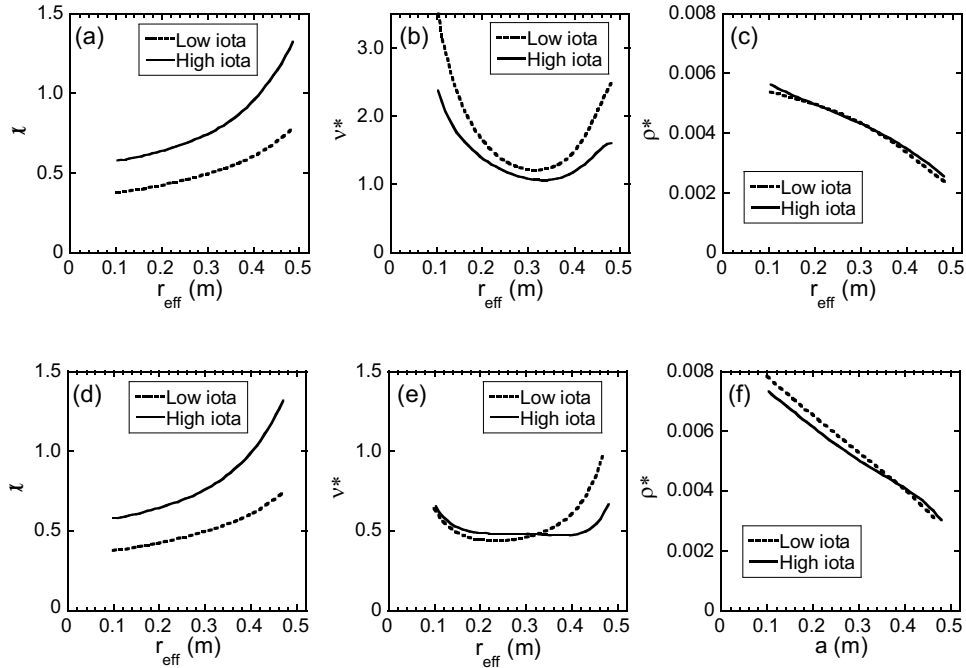 (a)
Low iota
High iota
1.5
1.0
0.5
0
ι
0 0.1 0.2 0.3 0.4 0.5
r_eff (m)
(b)
Low iota
High iota
3.0
2.0
1.0
0
ν*
0 0.1 0.2 0.3 0.4 0.5
r_eff (m)
(c)
Low iota
High iota
0.008
0.006
0.004
0.002
0
ρ*
0 0.1 0.2 0.3 0.4 0.5
r_eff (m)
(d)
Low iota
High iota
1.5
1.0
0.5
0
ι
0 0.1 0.2 0.3 0.4 0.5
r_eff (m)
(e)
Low iota
High iota
1.5
1.0
0.5
0
ν*
0 0.1 0.2 0.3 0.4 0.5
r_eff (m)
(f)
Low iota
High iota
0.008
0.006
0.004
0.002
0
ρ*
0 0.1 0.2 0.3 0.4 0.5
a (m)